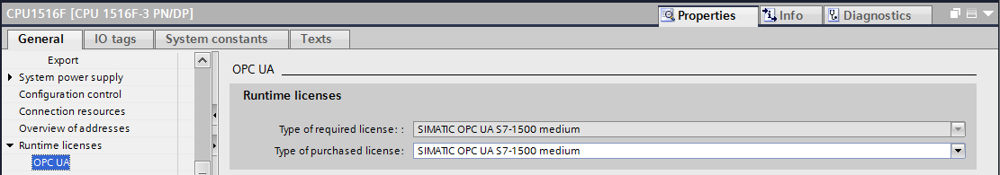 CPU1516F [CPU 1516F-3 PN/DP]
Properties
Info
Diagnostics
General
IO tags
System constants
Texts
Export
System power supply
Configuration control
Connection resources
Overview of addresses
Runtime licenses
OPC UA
OPC UA
Runtime licenses
Type of required license: : SIMATIC OPC UA S7-1500 medium
Type of purchased license: SIMATIC OPC UA S7-1500 medium